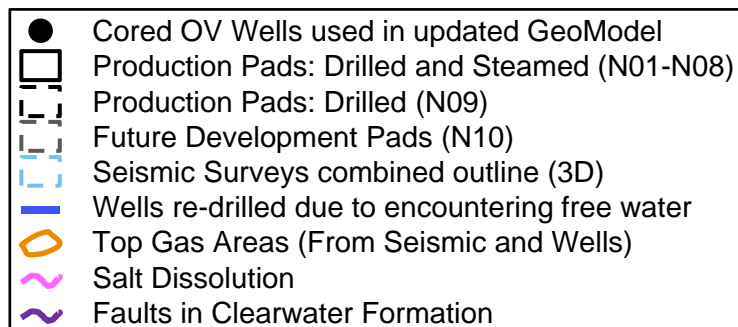 Cored OV Wells used in updated GeoModel
Production Pads: Drilled and Steamed (N01-N08)
Production Pads: Drilled (N09)
Future Development Pads (N10)
Seismic Surveys combined outline (3D)
Wells re-drilled due to encountering free water
Top Gas Areas (From Seismic and Wells)
Salt Dissolution
Faults in Clearwater Formation